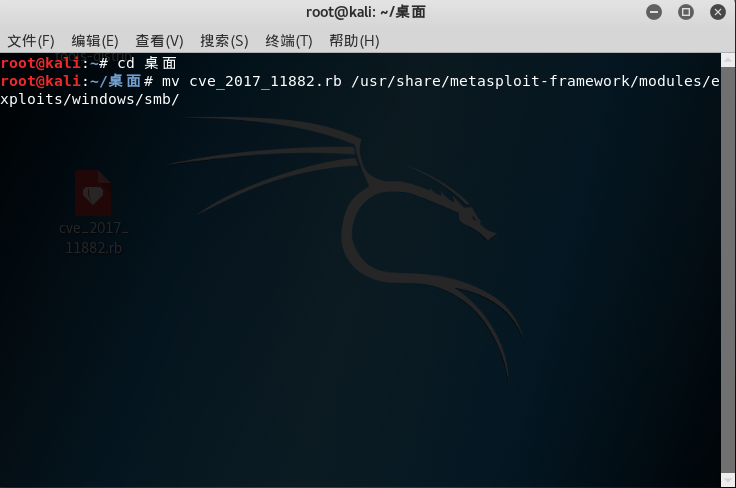 root@kali: ~/桌面
文件(F) 编辑(E) 查看(V) 搜索(S) 终端(T) 帮助(H)
root@kali:~# cd 桌面
root@kali:~/桌面# mv cve_2017_11882.rb /usr/share/metasploit-framework/modules/e
xploits/windows/smb/
cve_2017_
11882.rb